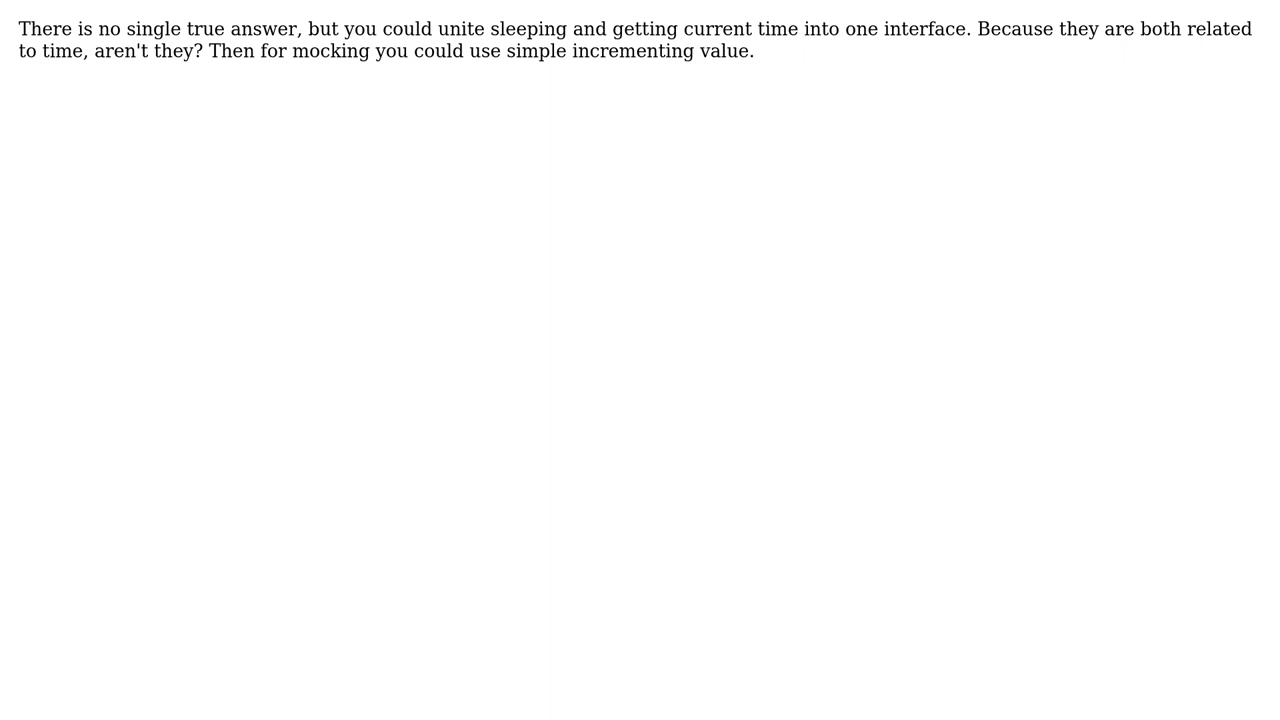 There is no single true answer, but you could unite sleeping and getting current time into one interface. Because they are both related
to time, aren't they? Then for mocking you could use simple incrementing value.